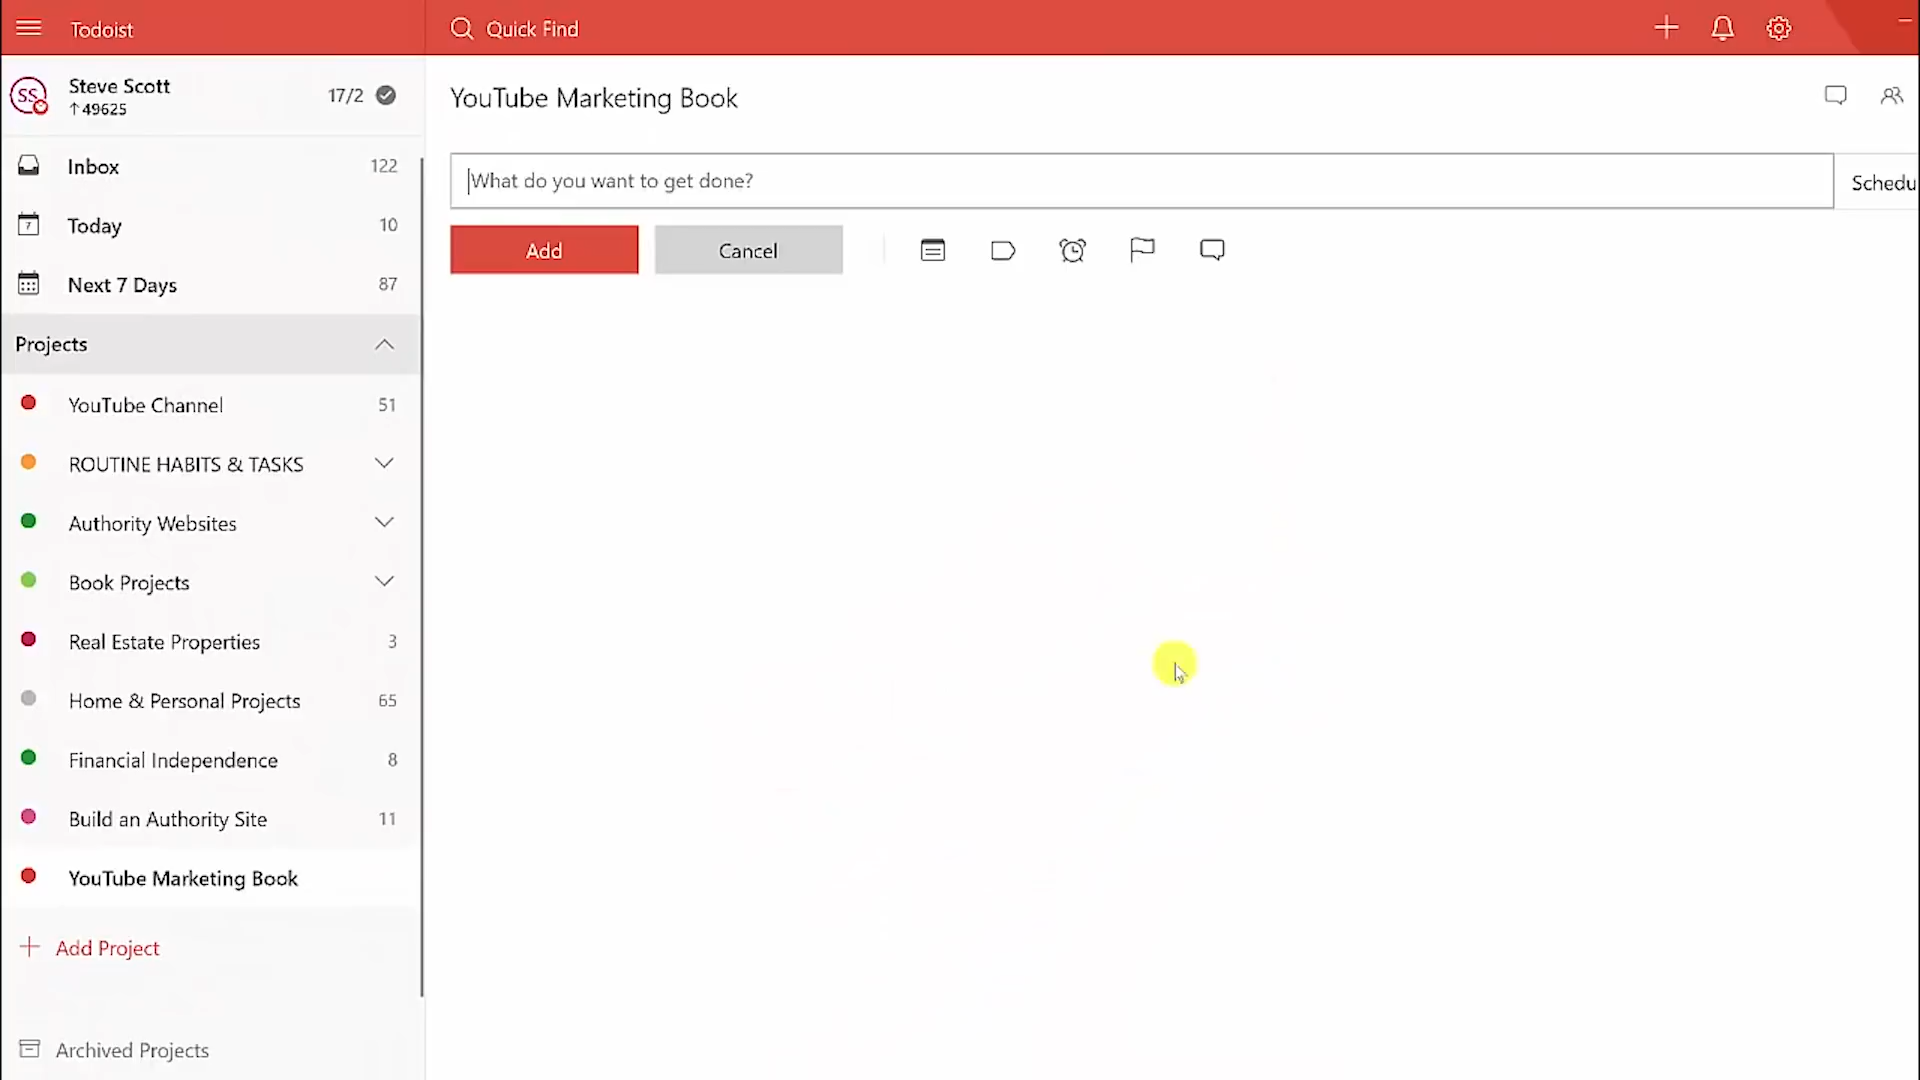 Todoist
Quick Find
SS
Steve Scott
↑49625
17/2
YouTube Marketing Book
Inbox 122
What do you want to get done?
Schedu
7
Today 10
Add
Cancel
Next 7 Days 87
Projects
YouTube Channel 51
ROUTINE HABITS & TASKS
Authority Websites
Book Projects
Real Estate Properties 3
Home & Personal Projects 65
Financial Independence 8
Build an Authority Site 11
YouTube Marketing Book
+ Add Project
Archived Projects